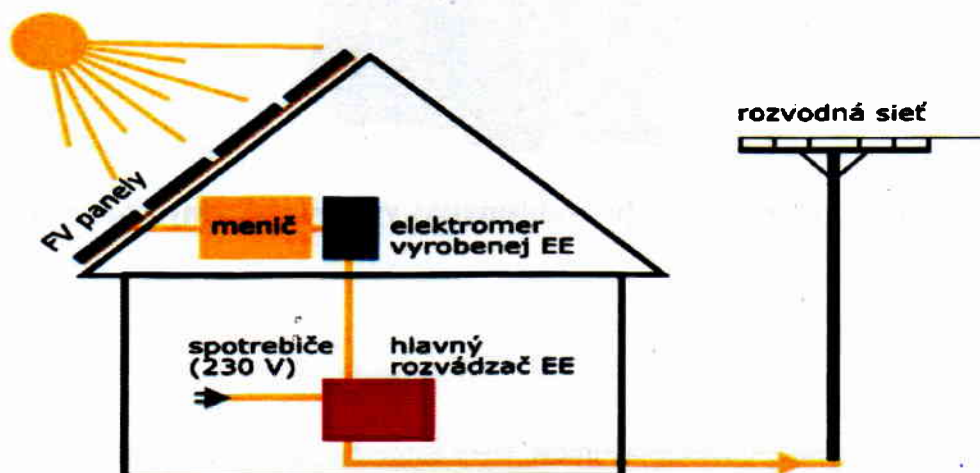 rozvodná sieť
FV panely
menič
elektromer
vyrobenej EE
spotrebiče
(230 V)
hlavný
rozvádzač EE